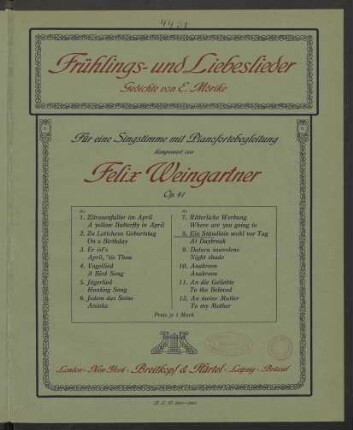 Frühlings- und Liebeslieder
Gedichte von E. Mörike
Für eine Singstimme mit Pianofortebegleitung
komponiert von
Felix Weingartner
Op. 41
1. Zitronenfalter im April
A yellow Butterfly in April
2. Zu Lottchens Geburtstag
On a Birthday
3. Er ist's
April, 'tis Thou
4. Vogellied
A Bird Song
5. Jägerlied
Hunting Song
6. Jedem das Seine
Aninka
7. Ritterliche Werbung
Where are you going to
8. Ein Stündlein wohl vor Tag
At Daybreak
9. Datura suaveolens
Night shade
10. Anakreon
Anakreon
11. An die Geliebte
To the Beloved
12. An meine Mutter
To my Mother
Preis je 1 Mark
London - New York - Breitkopf & Härtel - Leipzig - Brüssel